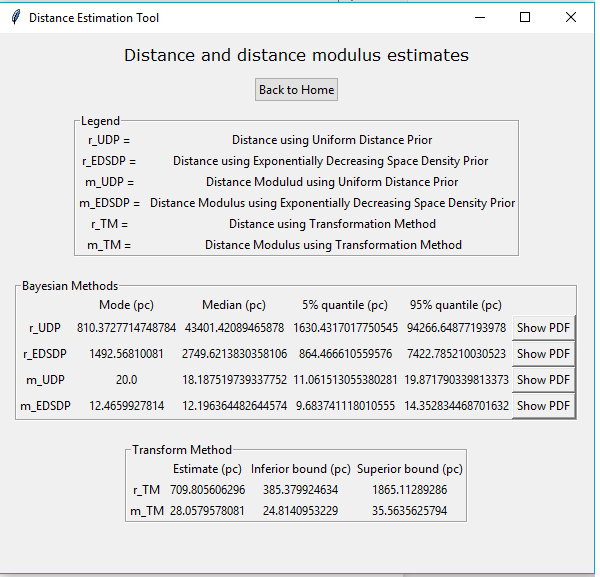 Distance Estimation Tool
Distance and distance modulus estimates
Back to Home
Legend
r_UDP = Distance using Uniform Distance Prior
r_EDSDP = Distance using Exponentially Decreasing Space Density Prior
m_UDP = Distance Modulud using Uniform Distance Prior
m_EDSDP = Distance Modulus using Exponentially Decreasing Space Density Prior
r_TM = Distance using Transformation Method
m_TM = Distance Modulus using Transformation Method
Bayesian Methods
Mode (pc) Median (pc) 5% quantile (pc) 95% quantile (pc)
r_UDP 810.3727714748784 43401.42089465878 1630.4317017750545 94266.64877193978 Show PDF
r_EDSDP 1492.56810081 2749.6213830358106 864.466610559576 7422.785210030523 Show PDF
m_UDP 20.0 18.187519739337752 11.061513055380281 19.871790339813373 Show PDF
m_EDSDP 12.4659927814 12.196364482644574 9.683741118010555 14.352834468701632 Show PDF
Transform Method
Estimate (pc) Inferior bound (pc) Superior bound (pc)
r_TM 709.805606296 385.379924634 1865.11289286
m_TM 28.0579578081 24.8140953229 35.5635625794